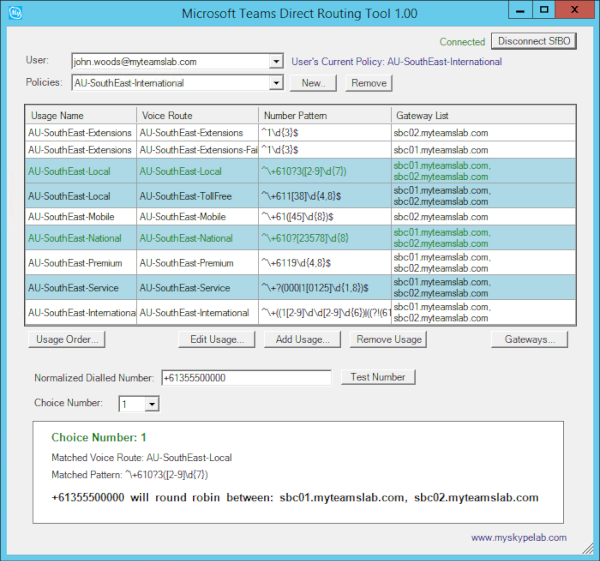 Microsoft Teams Direct Routing Tool 1.00
Connected Disconnect SfBO
User: john.woods@myteamslab.com User's Current Policy: AU-SouthEast-International
Policies: AU-SouthEast-International New.. Remove
Usage Name Voice Route Number Pattern Gateway List
AU-SouthEast-Extensions AU-SouthEast-Extensions ^1\d{3}$ sbc02.myteamslab.com
AU-SouthEast-Extensions AU-SouthEast-Extensions-Fai ^1\d{3}$ sbc01.myteamslab.com
AU-SouthEast-Local AU-SouthEast-Local ^\+610?3([2-9]\d{7}) sbc01.myteamslab.com,
sbc02.myteamslab.com
AU-SouthEast-Local AU-SouthEast-TollFree ^\+611[38]\d{4,8}$ sbc01.myteamslab.com,
sbc02.myteamslab.com
AU-SouthEast-Mobile AU-SouthEast-Mobile ^\+61([45]\d{8})$ sbc02.myteamslab.com
AU-SouthEast-National AU-SouthEast-National ^\+610?[23578]\d{8} sbc01.myteamslab.com,
sbc02.myteamslab.com
AU-SouthEast-Premium AU-SouthEast-Premium ^\+6119\d{4,8}$ sbc01.myteamslab.com,
sbc02.myteamslab.com
AU-SouthEast-Service AU-SouthEast-Service ^\+?(000|1[0125]\d{1,8})$ sbc01.myteamslab.com,
sbc02.myteamslab.com
AU-SouthEast-Internationa AU-SouthEast-International ^\+((1[2-9]\d\d[2-9]\d{6})|((?!(61 sbc01.myteamslab.com,
sbc02.myteamslab.com
Usage Order... Edit Usage... Add Usage... Remove Usage Gateways...
Normalized Dialled Number: +61355500000 Test Number
Choice Number: 1
Choice Number: 1
Matched Voice Route: AU-SouthEast-Local
Matched Pattern: ^\+610?3([2-9]\d{7})
+61355500000 will round robin between: sbc01.myteamslab.com, sbc02.myteamslab.com
www.myskypelab.com